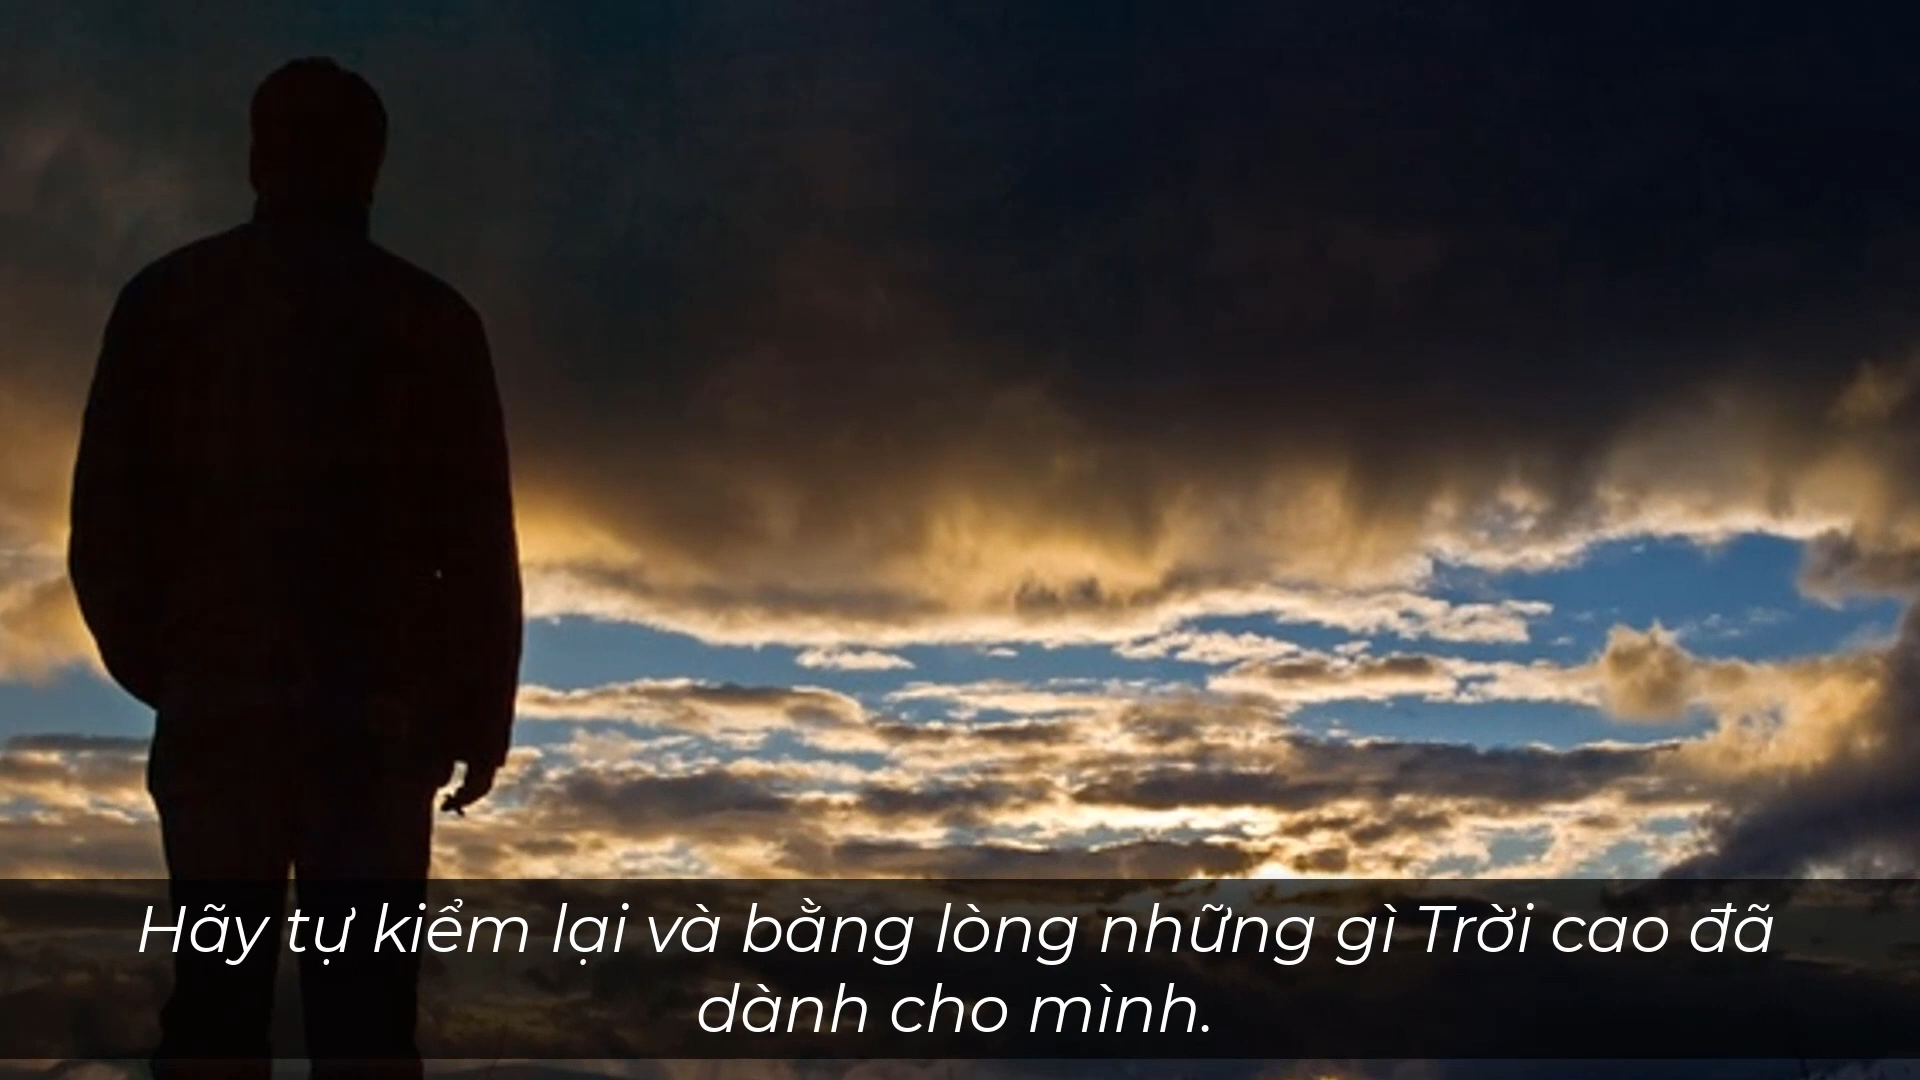 Hãy tự kiểm lại và bằng lòng những gì Trời cao đã
dành cho mình.